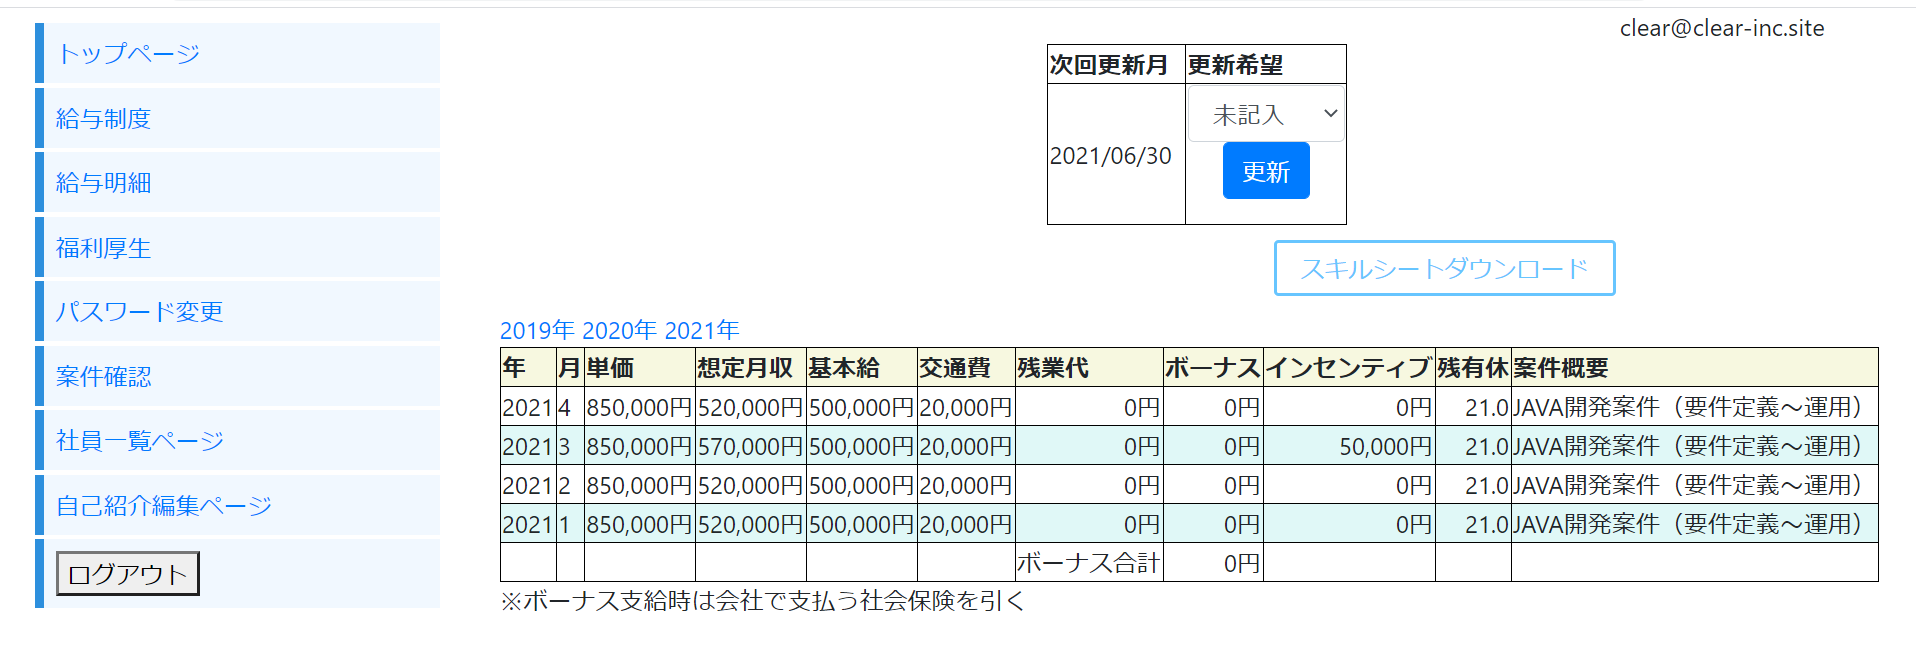 clear@clear-inc.site
トップページ
給与制度
給与明細
福利厚生
パスワード変更
案件確認
社員一覧ページ
自己紹介編集ページ
ログアウト
次回更新月 更新希望
2021/06/30 未記入
更新
スキルシートダウンロード
2019年 2020年 2021年
年 月 単価 想定月収 基本給 交通費 残業代 ボーナス インセンティブ 残有休 案件概要
2021 4 850,000円 520,000円 500,000円 20,000円 0円 0円 0円 21.0 JAVA開発案件（要件定義～運用）
2021 3 850,000円 570,000円 500,000円 20,000円 0円 0円 50,000円 21.0 JAVA開発案件（要件定義～運用）
2021 2 850,000円 520,000円 500,000円 20,000円 0円 0円 0円 21.0 JAVA開発案件（要件定義～運用）
2021 1 850,000円 520,000円 500,000円 20,000円 0円 0円 0円 21.0 JAVA開発案件（要件定義～運用）
ボーナス合計 0円
※ボーナス支給時は会社で支払う社会保険を引く